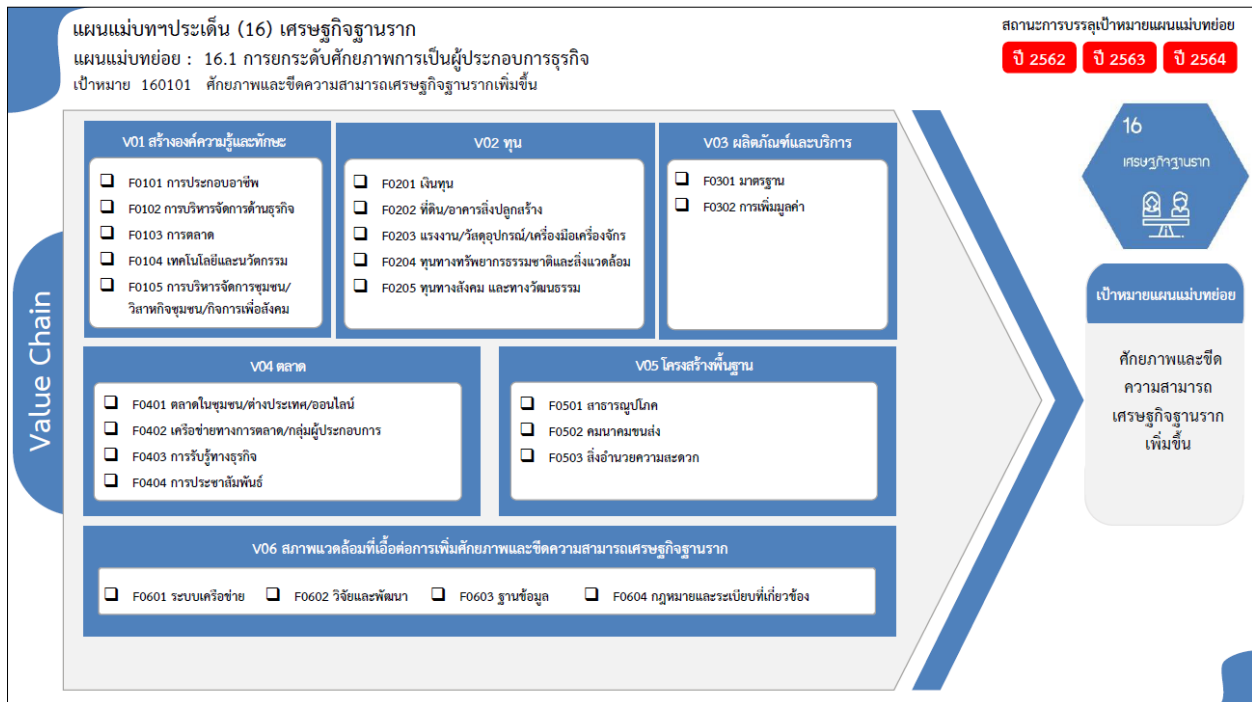 แผนแม่บทฯประเด็น (16) เศรษฐกิจฐานราก
แผนแม่บทย่อย : 16.1 การยกระดับศักยภาพการเป็นผู้ประกอบการธุรกิจ
เป้าหมาย 160101 ศักยภาพและขีดความสามารถเศรษฐกิจฐานรากเพิ่มขึ้น
สถานะการบรรลุเป้าหมายแผนแม่บทย่อย
ปี 2562 ปี 2563 ปี 2564
Value Chain
V01 สร้างองค์ความรู้และทักษะ
F0101 การประกอบอาชีพ
F0102 การบริหารจัดการด้านธุรกิจ
F0103 การตลาด
F0104 เทคโนโลยีและนวัตกรรม
F0105 การบริหารจัดการชุมชน/
วิสาหกิจชุมชน/กิจการเพื่อสังคม
V02 ทุน
F0201 เงินทุน
F0202 ที่ดิน/อาคารสิ่งปลูกสร้าง
F0203 แรงงาน/วัสดุอุปกรณ์/เครื่องมือเครื่องจักร
F0204 ทุนทางทรัพยากรธรรมชาติและสิ่งแวดล้อม
F0205 ทุนทางสังคม และทางวัฒนธรรม
V03 ผลิตภัณฑ์และบริการ
F0301 มาตรฐาน
F0302 การเพิ่มมูลค่า
V04 ตลาด
F0401 ตลาดในชุมชน/ต่างประเทศ/ออนไลน์
F0402 เครือข่ายทางการตลาด/กลุ่มผู้ประกอบการ
F0403 การรับรู้ทางธุรกิจ
F0404 การประชาสัมพันธ์
V05 โครงสร้างพื้นฐาน
F0501 สาธารณูปโภค
F0502 คมนาคมขนส่ง
F0503 สิ่งอำนวยความสะดวก
V06 สภาพแวดล้อมที่เอื้อต่อการเพิ่มศักยภาพและขีดความสามารถเศรษฐกิจฐานราก
F0601 ระบบเครือข่าย F0602 วิจัยและพัฒนา F0603 ฐานข้อมูล F0604 กฎหมายและระเบียบที่เกี่ยวข้อง
16
เศรษฐกิจฐานราก
เป้าหมายแผนแม่บทย่อย
ศักยภาพและขีด
ความสามารถ
เศรษฐกิจฐานราก
เพิ่มขึ้น